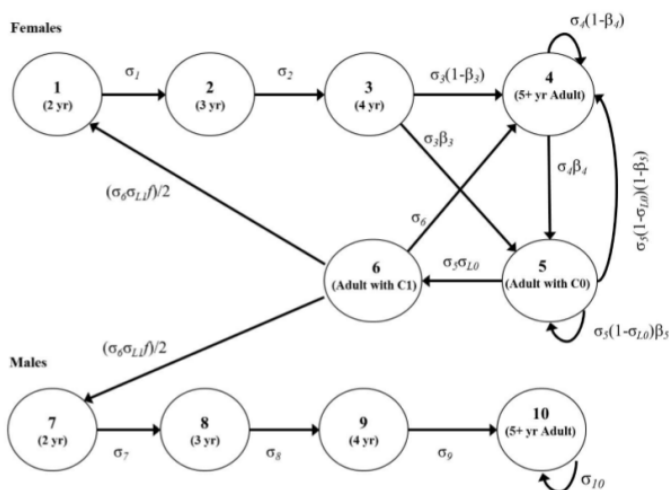 Females
σ4(1-β4)
1
(2 yr)
σ1
2
(3 yr)
σ2
3
(4 yr)
σ3(1-β3)
4
(5+ yr Adult)
σ3β3
σ4β4
σ5(1-σL0)(1-β5)
(σ6σL1f)/2
σ6
6
(Adult with C1)
σ5σL0
5
(Adult with C0)
σ5(1-σL0)β5
(σ6σL1f)/2
Males
7
(2 yr)
σ7
8
(3 yr)
σ8
9
(4 yr)
σ9
10
(5+ yr Adult)
σ10